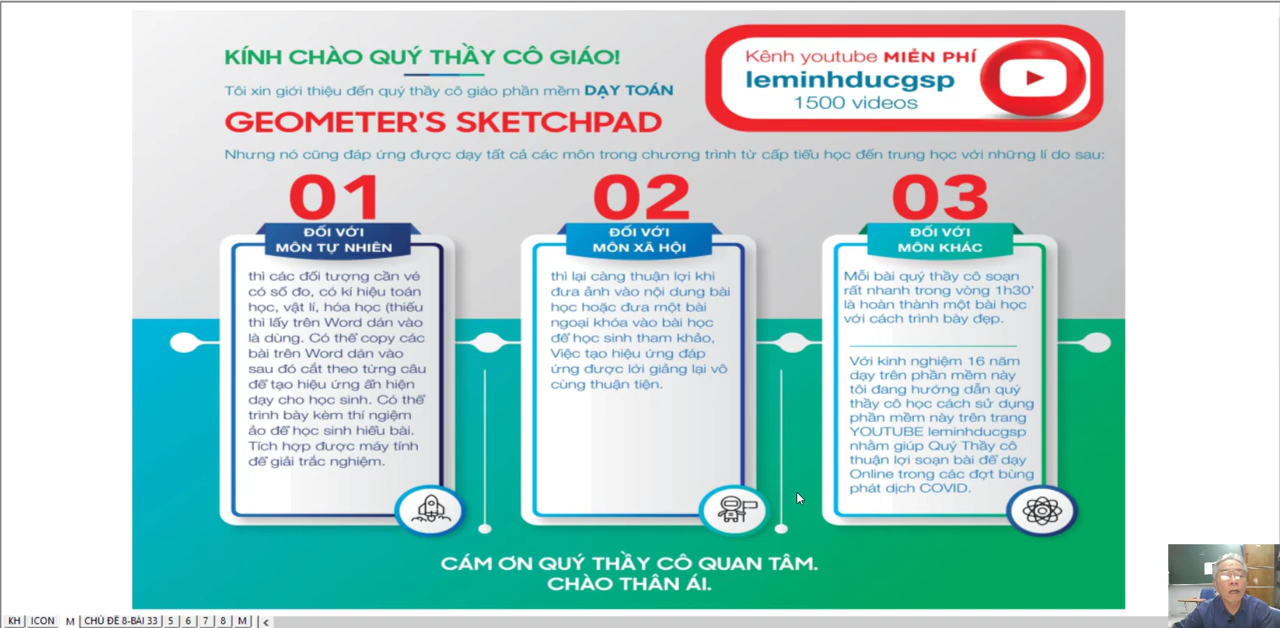 KÍNH CHÀO QUÝ THẦY CÔ GIÁO!
Tôi xin giới thiệu đến quý thầy cô giáo phần mềm DẠY TOÁN
GEOMETER'S SKETCHPAD
Kênh youtube MIỄN PHÍ
leminhducgsp
1500 videos
Nhưng nó cũng đáp ứng được dạy tất cả các môn trong chương trình từ cấp tiểu học đến trung học với những lí do sau:
01
ĐỐI VỚI
MÔN TỰ NHIÊN
thì các đối tượng cần vẽ
có số đo, có kí hiệu toán
học, vật lí, hóa học (thiếu
thì lấy trên Word dán vào
là dùng. Có thể copy các
bài trên Word dán vào
sau đó cắt theo từng câu
để tạo hiệu ứng ẩn hiện
dạy cho học sinh. Có thể
trình bày kèm thí ngiệm
ảo để học sinh hiểu bài.
Tích hợp được máy tính
để giải trắc nghiệm.
02
ĐỐI VỚI
MÔN XÃ HỘI
thì lại càng thuận lợi khi
đưa ảnh vào nội dung bài
học hoặc đưa một bài
ngoại khóa vào bài học
để học sinh tham khảo,
Việc tạo hiệu ứng đáp
ứng được lời giảng lại vô
cùng thuận tiện.
03
ĐỐI VỚI
MÔN KHÁC
Mỗi bài quý thầy cô soạn
rất nhanh trong vòng 1h30'
là hoàn thành một bài học
với cách trình bày đẹp.
Với kinh nghiệm 16 năm
dạy trên phần mềm này
tôi đang hướng dẫn quý
thầy cô học cách sử dụng
phần mềm này trên trang
YOUTUBE leminhducgsp
nhằm giúp Quý Thầy cô
thuận lợi soạn bài để dạy
Online trong các đợt bùng
phát dịch COVID.
CÁM ƠN QUÝ THẦY CÔ QUAN TÂM.
CHÀO THÂN ÁI.
KH ICON M CHỦ ĐỀ 8-BÀI 33 5 6 7 8 M